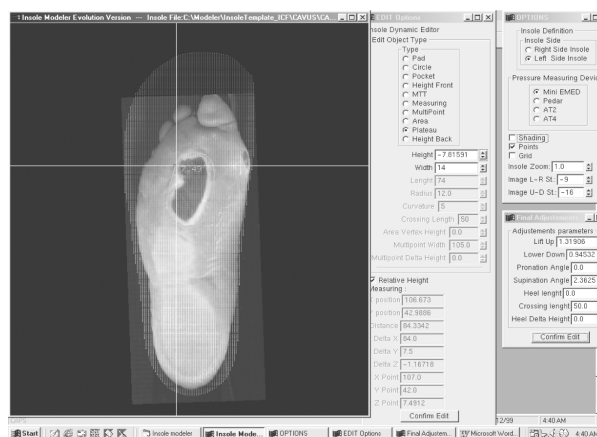 Insole Modeler Evolution Version --- Insole File:C:\Modeler\InsoleTemplate_ICF\CAVUS\CA...
EDIT Options
Insole Dynamic Editor
Edit Object Type
Type
Pad
Circle
Pocket
Height Front
MTT
Measuring
MultiPoint
Area
Plateau
Height Back
Height -7.81591
Width 14
Lenght 74
Radius 12.0
Curvature 5
Crossing Length 50
Area Vertex Height 0.0
Multipoint Width 105.0
Multipoint Delta Height 0.0
Relative Height
Measuring
position 106.673
position 42.9886
Distance 84.3342
Delta X 84.0
Delta Y 7.5
Delta Z -1.16716
X Point 107.0
Y Point 42.0
Z Point 7.4912
Confirm Edit
OPTIONS
Insole Definition
Insole Side
Right Side Insole
Left Side Insole
Pressure Measuring Devic
Mini EMED
Pedar
AT2
AT4
Shading
Points
Grid
Insole Zoom: 1.0
Image L-R St.: -9
Image U-D St.: -16
Final Adjustements
Adjustements parameters
Lift Up 1.31906
Lower Down 0.94532
Pronation Angle 0.0
Supination Angle 2.3625
Heel lenght 0.0
Crossing lenght 50.0
Heel Delta Height 0.0
Confirm Edit
CAPS
12/99 4:40 AM
Start
Insole modeler
Insole Mode...
OPTIONS
EDIT Options
Final Adjustem...
Microsoft Word...
4:40 AM